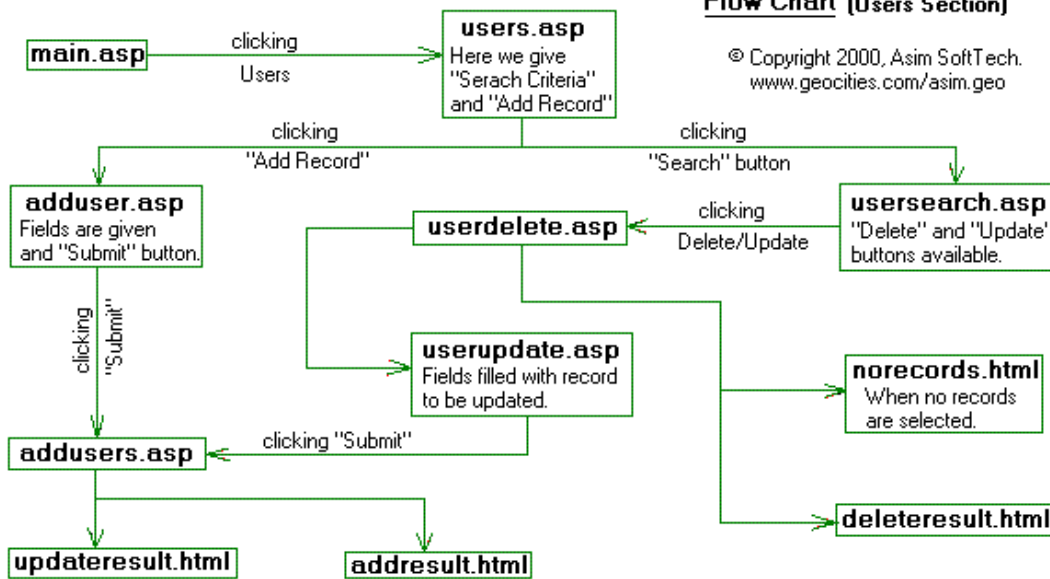 Flow Chart (Users Section)
© Copyright 2000, Asim SoftTech.
www.geocities.com/asim.geo
main.asp
clicking
Users
users.asp
Here we give
"Serach Criteria"
and "Add Record"
clicking
"Add Record"
clicking
"Search" button
adduser.asp
Fields are given
and "Submit" button.
userdelete.asp
clicking
Delete/Update
usersearch.asp
"Delete" and "Update"
buttons available.
clicking
"Submit"
userupdate.asp
Fields filled with record
to be updated.
norecords.html
When no records
are selected.
addusers.asp
clicking "Submit"
deleteresult.html
updateresult.html
addresult.html